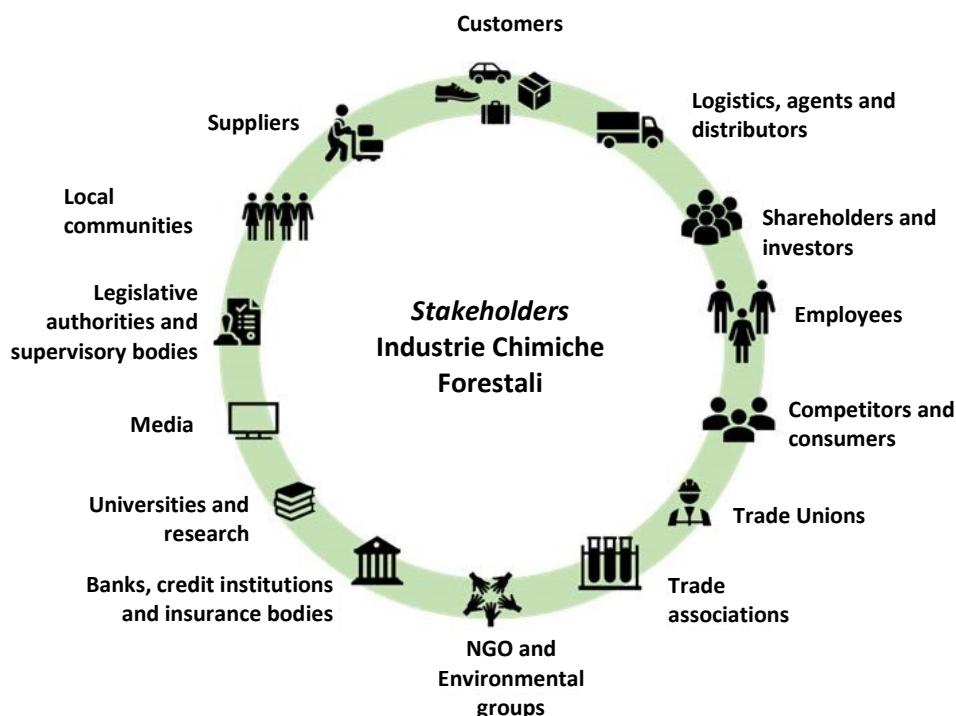 Customers
Logistics, agents and
distributors
Suppliers
Local
communities
Shareholders and
investors
Legislative
authorities and
supervisory bodies
Stakeholders
Industrie Chimiche
Forestali
Employees
Media
Competitors and
consumers
Universities and
research
Trade Unions
Banks, credit institutions
and insurance bodies
Trade
associations
NGO and
Environmental
groups